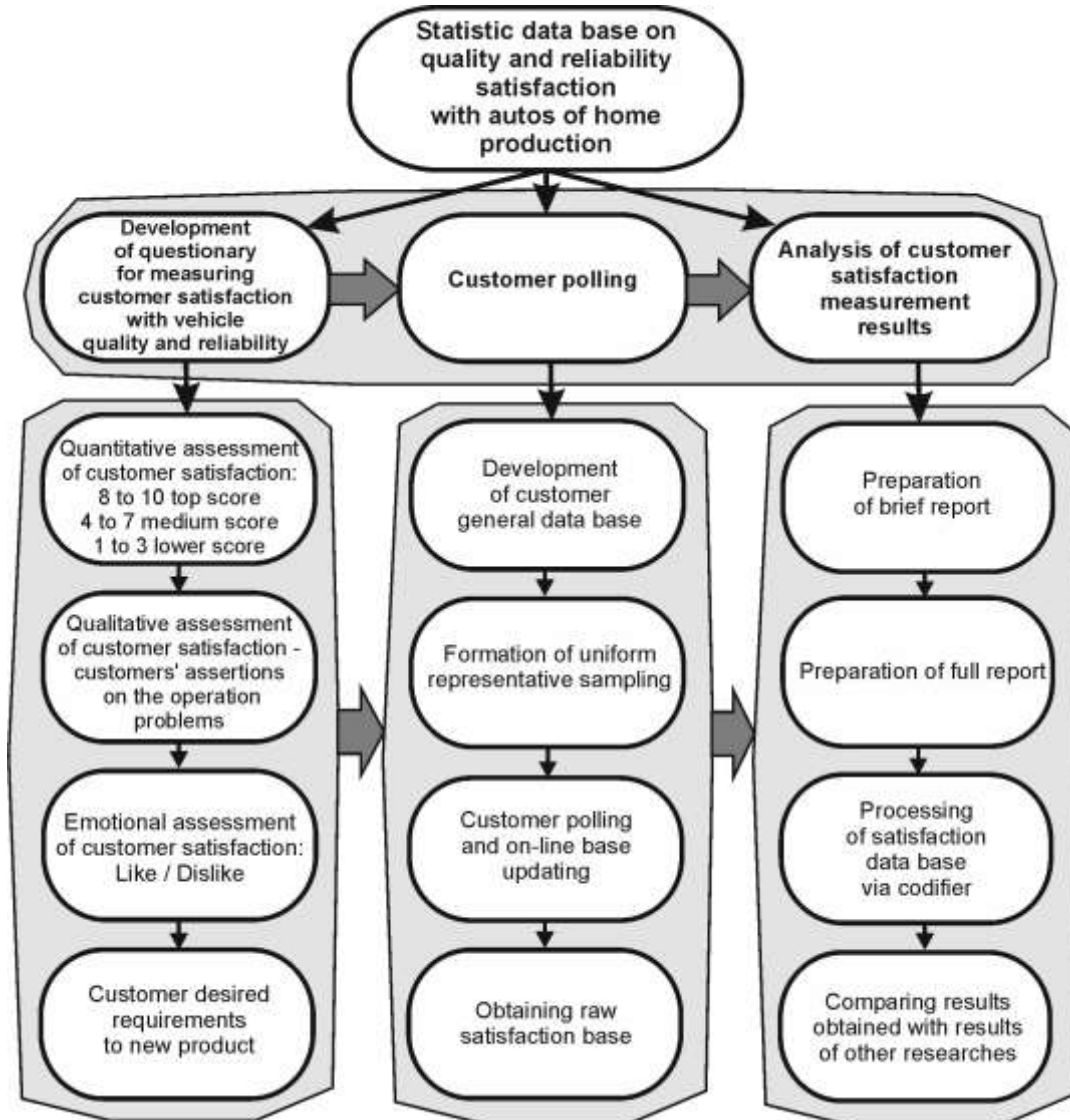 Statistic data base on
quality and reliability
satisfaction
with autos of home
production
Development
of questionary
for measuring
customer satisfaction
with vehicle
quality and reliability
Customer polling
Analysis of customer
satisfaction
measurement
results
Quantitative assessment
of customer satisfaction:
8 to 10 top score
4 to 7 medium score
1 to 3 lower score
Qualitative assessment
of customer satisfaction -
customers' assertions
on the operation
problems
Emotional assessment
of customer satisfaction:
Like / Dislike
Customer desired
requirements
to new product
Development
of customer
general data base
Formation of uniform
representative sampling
Customer polling
and on-line base
updating
Obtaining raw
satisfaction base
Preparation
of brief report
Preparation of full report
Processing
of satisfaction
data base
via codifier
Comparing results
obtained with results
of other researches